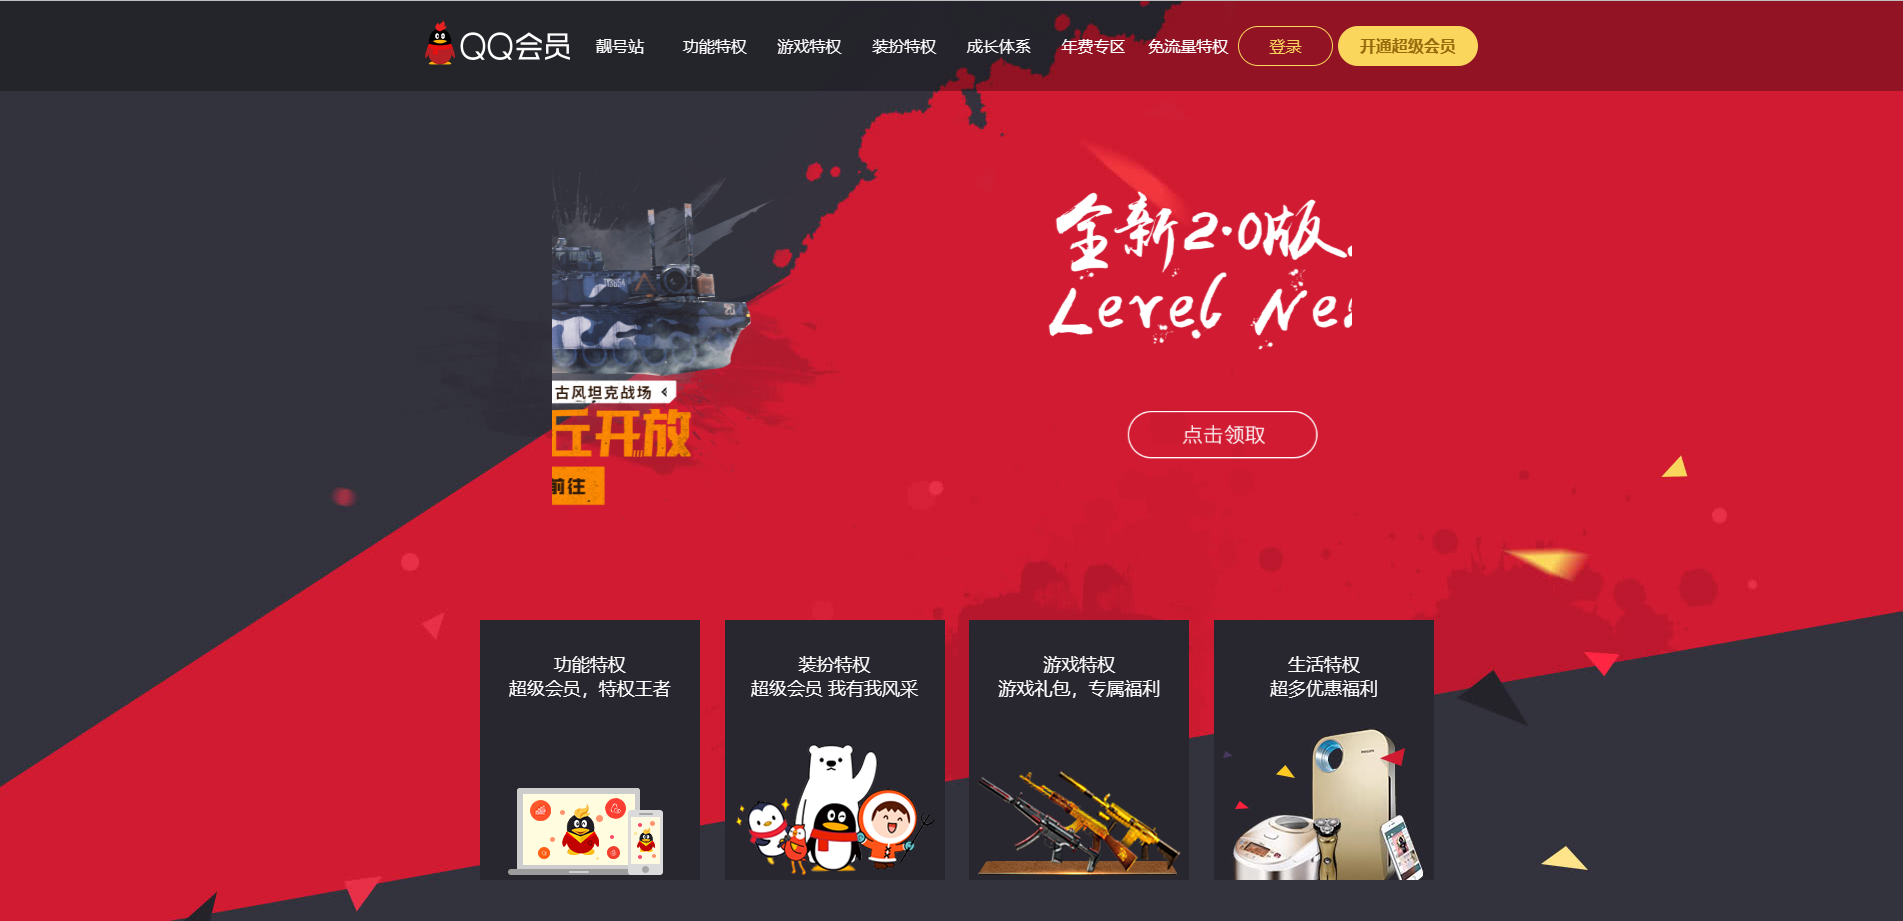 QQ会员
靓号站 功能特权 游戏特权 装扮特权 成长体系 年费专区 免流量特权 登录 开通超级会员
全新2.0版
Level Ne
古风坦克战场
丘开放
前往
点击领取
功能特权
超级会员，特权王者
装扮特权
超级会员 我有我风采
游戏特权
游戏礼包，专属福利
生活特权
超多优惠福利